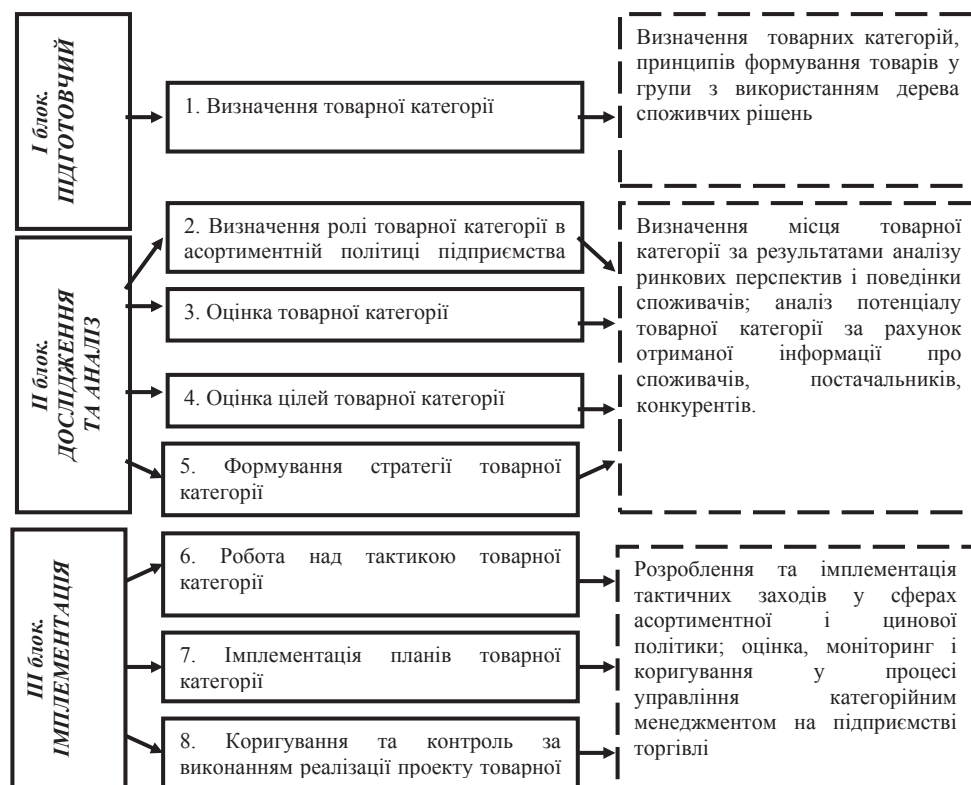 І блок.
ПІДГОТОВЧИЙ
1. Визначення товарної категорії
Визначення товарних категорій,
принципів формування товарів у
групи з використанням дерева
споживчих рішень
ІІ блок.
ДОСЛІДЖЕННЯ
ТА АНАЛІЗ
2. Визначення ролі товарної категорії в
асортиментній політиці підприємства
3. Оцінка товарної категорії
4. Оцінка цілей товарної категорії
5. Формування стратегії товарної
категорії
Визначення місця товарної
категорії за результатами аналізу
ринкових перспектив і поведінки
споживачів; аналіз потенціалу
товарної категорії за рахунок
отриманої інформації про
споживачів, постачальників,
конкурентів.
ІІІ блок.
ІМПЛЕМЕНТАЦІЯ
6. Робота над тактикою товарної
категорії
7. Імплементація планів товарної
категорії
8. Коригування та контроль за
виконанням реалізації проекту товарної
Розроблення та імплементація
тактичних заходів у сферах
асортиментної і цинової
політики; оцінка, моніторинг і
коригування у процесі
управління категорійним
менеджментом на підприємстві
торгівлі